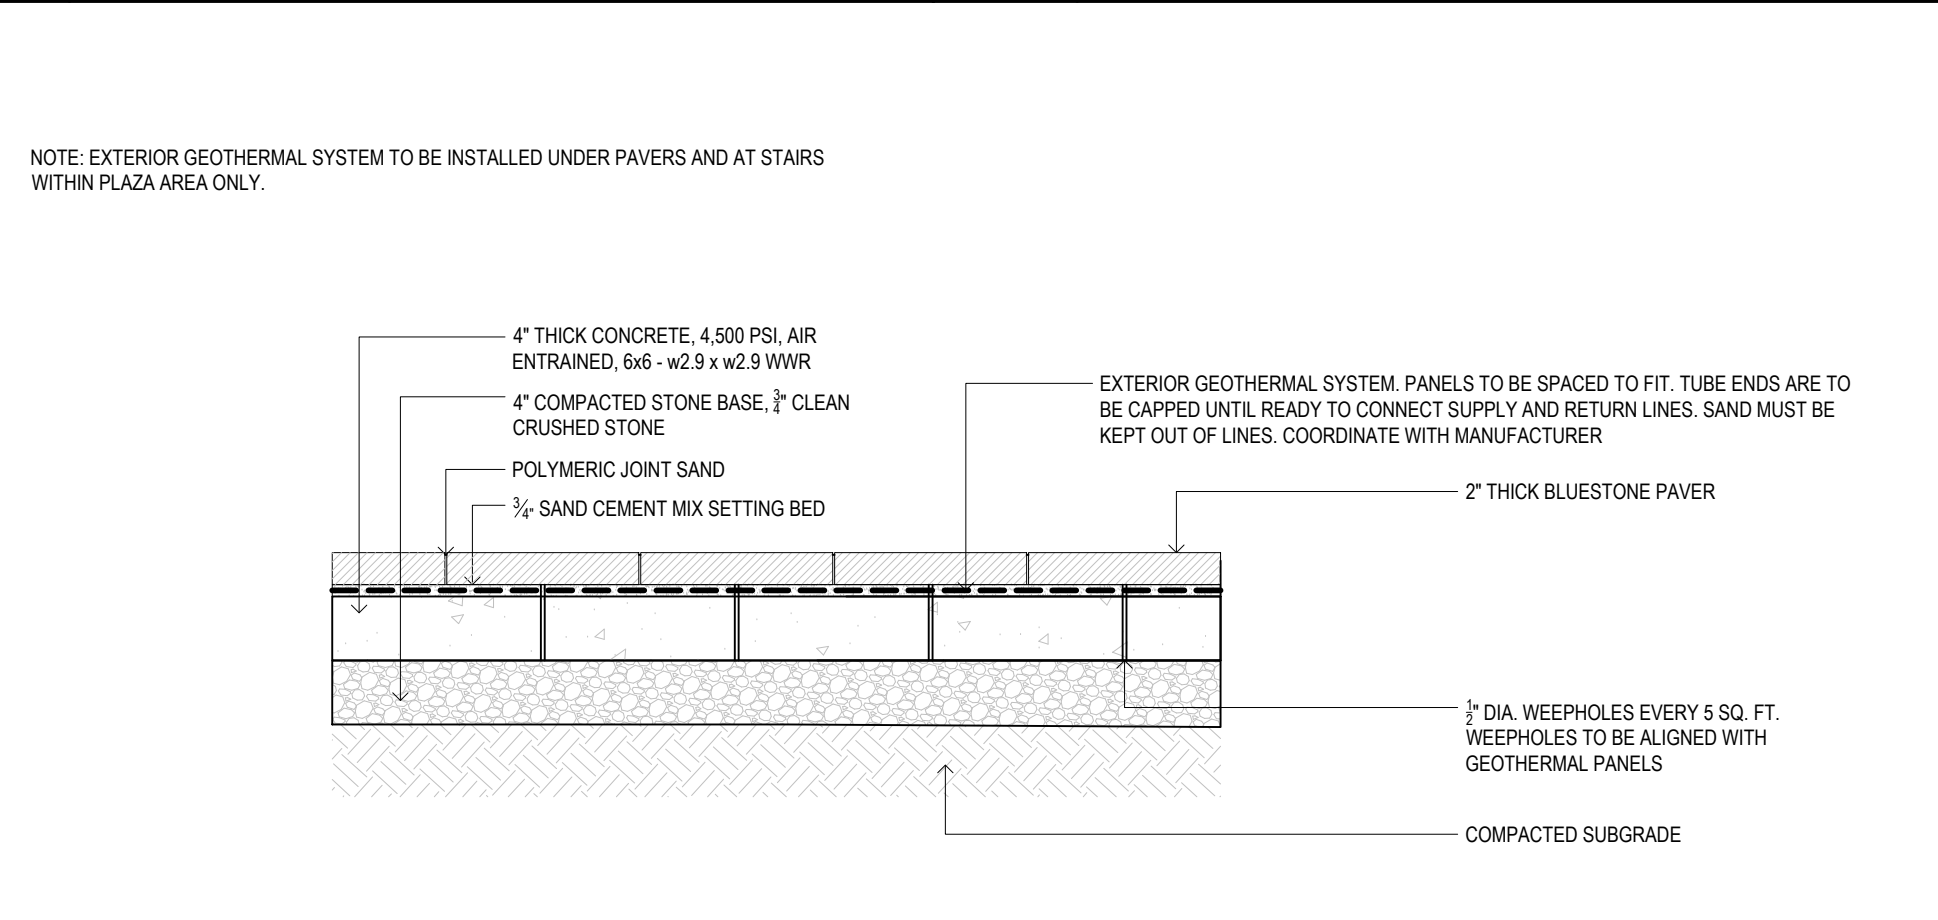 NOTE: EXTERIOR GEOTHERMAL SYSTEM TO BE INSTALLED UNDER PAVERS AND AT STAIRS
WITHIN PLAZA AREA ONLY.
4" THICK CONCRETE, 4,500 PSI, AIR
ENTRAINED, 6x6 - w2.9 x w2.9 WWR
4" COMPACTED STONE BASE, 3/4" CLEAN
CRUSHED STONE
POLYMERIC JOINT SAND
3/4" SAND CEMENT MIX SETTING BED
EXTERIOR GEOTHERMAL SYSTEM. PANELS TO BE SPACED TO FIT. TUBE ENDS ARE TO
BE CAPPED UNTIL READY TO CONNECT SUPPLY AND RETURN LINES. SAND MUST BE
KEPT OUT OF LINES. COORDINATE WITH MANUFACTURER
2" THICK BLUESTONE PAVER
1/2" DIA. WEEPHOLES EVERY 5 SQ. FT.
WEEPHOLES TO BE ALIGNED WITH
GEOTHERMAL PANELS
COMPACTED SUBGRADE